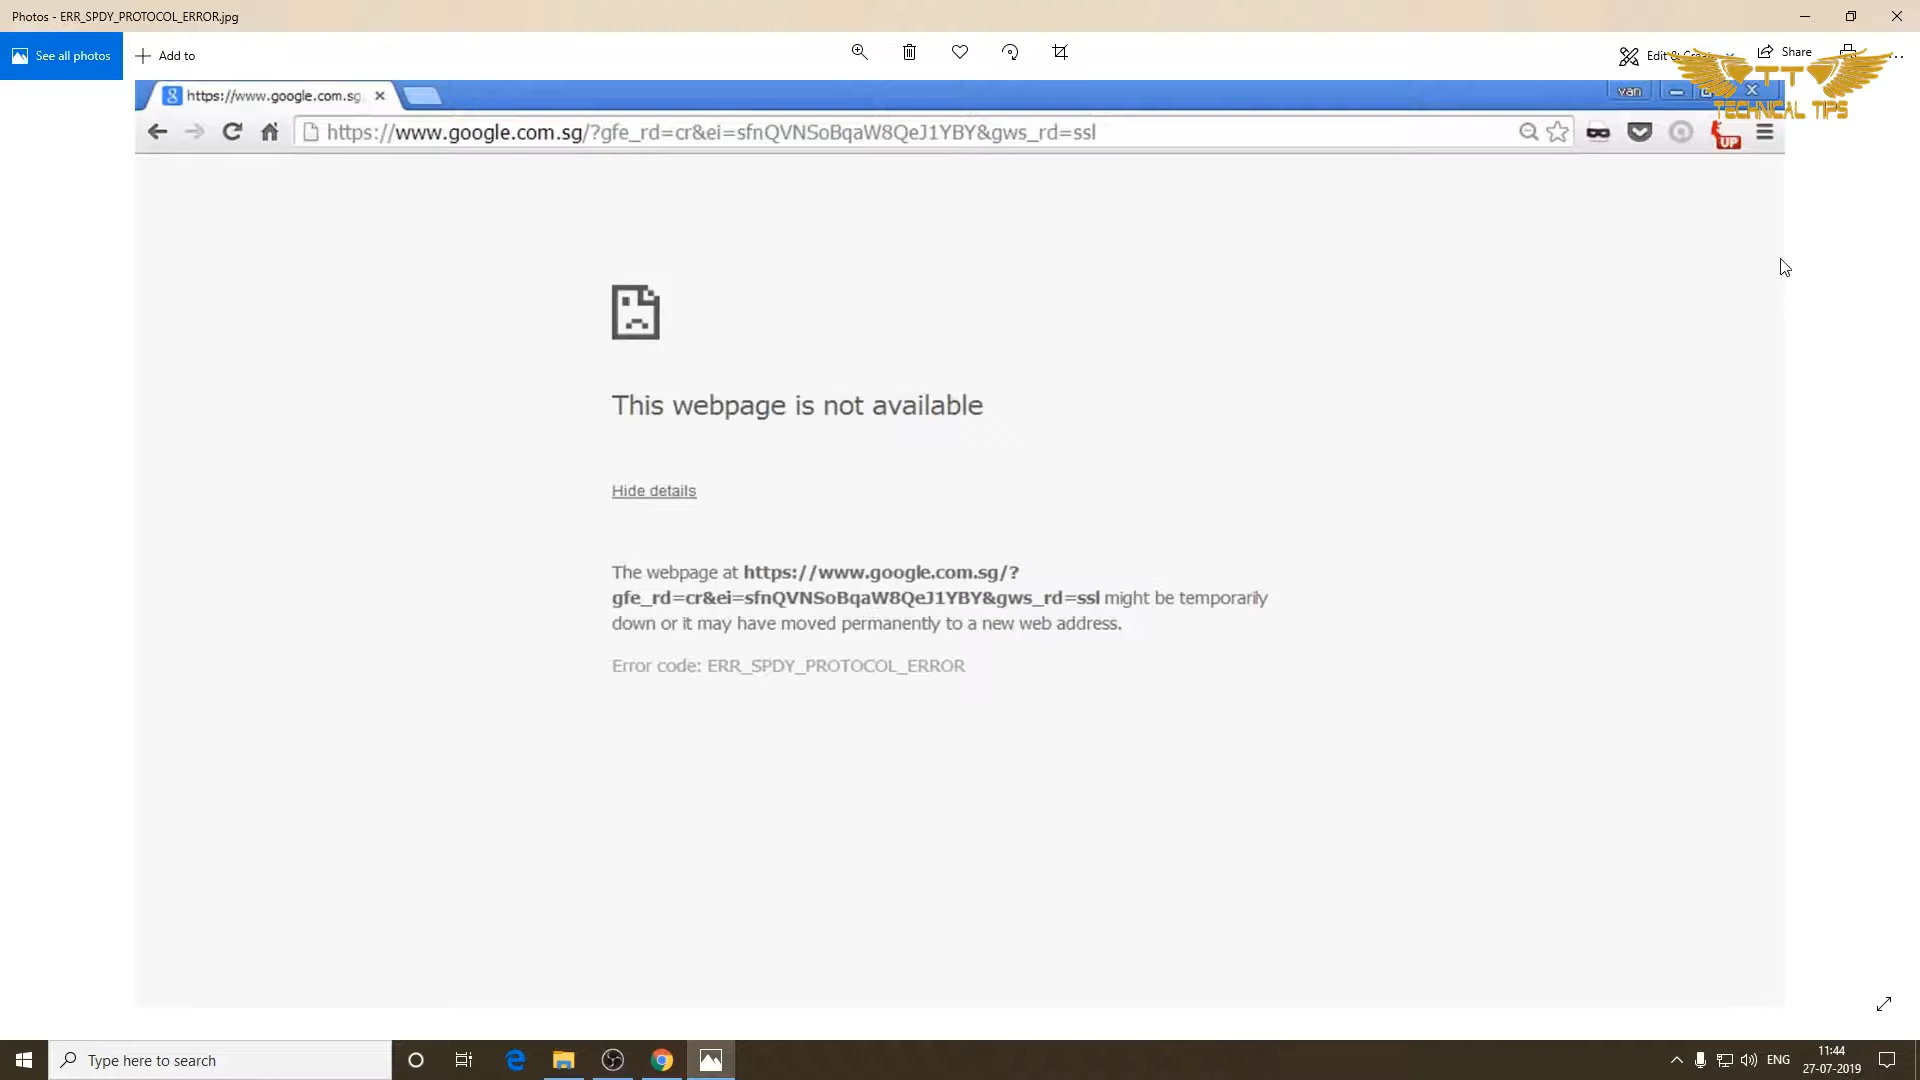 Photos - ERR_SPDY_PROTOCOL_ERROR.jpg
See all photos
Add to
Share
TT
TECHNICAL TIPS
https://www.google.com.sg
van
https://www.google.com.sg/?gfe_rd=cr&ei=sfnQVNSoBqaW8QeJ1YBY&gws_rd=ssl
UP
This webpage is not available
Hide details
The webpage at https://www.google.com.sg/?
gfe_rd=cr&ei=sfnQVNSoBqaW8QeJ1YBY&gws_rd=ssl might be temporarily
down or it may have moved permanently to a new web address.
Error code: ERR_SPDY_PROTOCOL_ERROR
Type here to search
ENG
11:44
27-07-2019